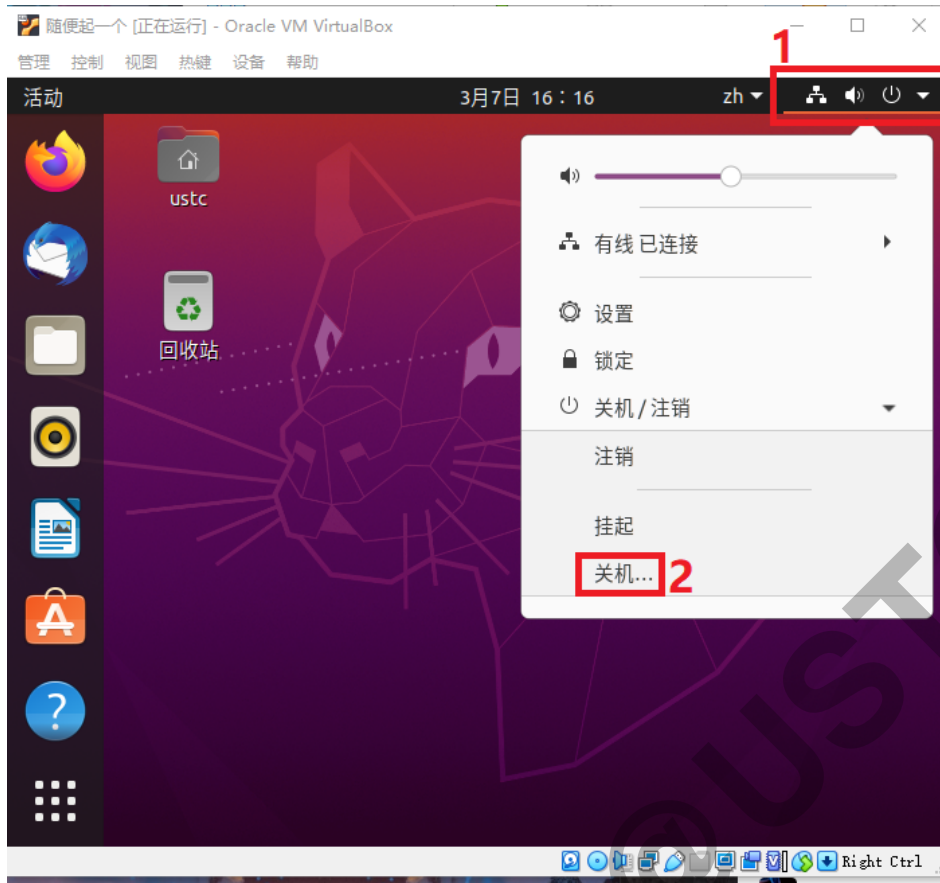 随便起一个 [正在运行] - Oracle VM VirtualBox
管理 控制 视图 热键 设备 帮助
1
活动 3月7日 16：16 zh
ustc
有线 已连接
设置
回收站
锁定
关机 / 注销
注销
挂起
关机... 2
@UST
Right Ctrl